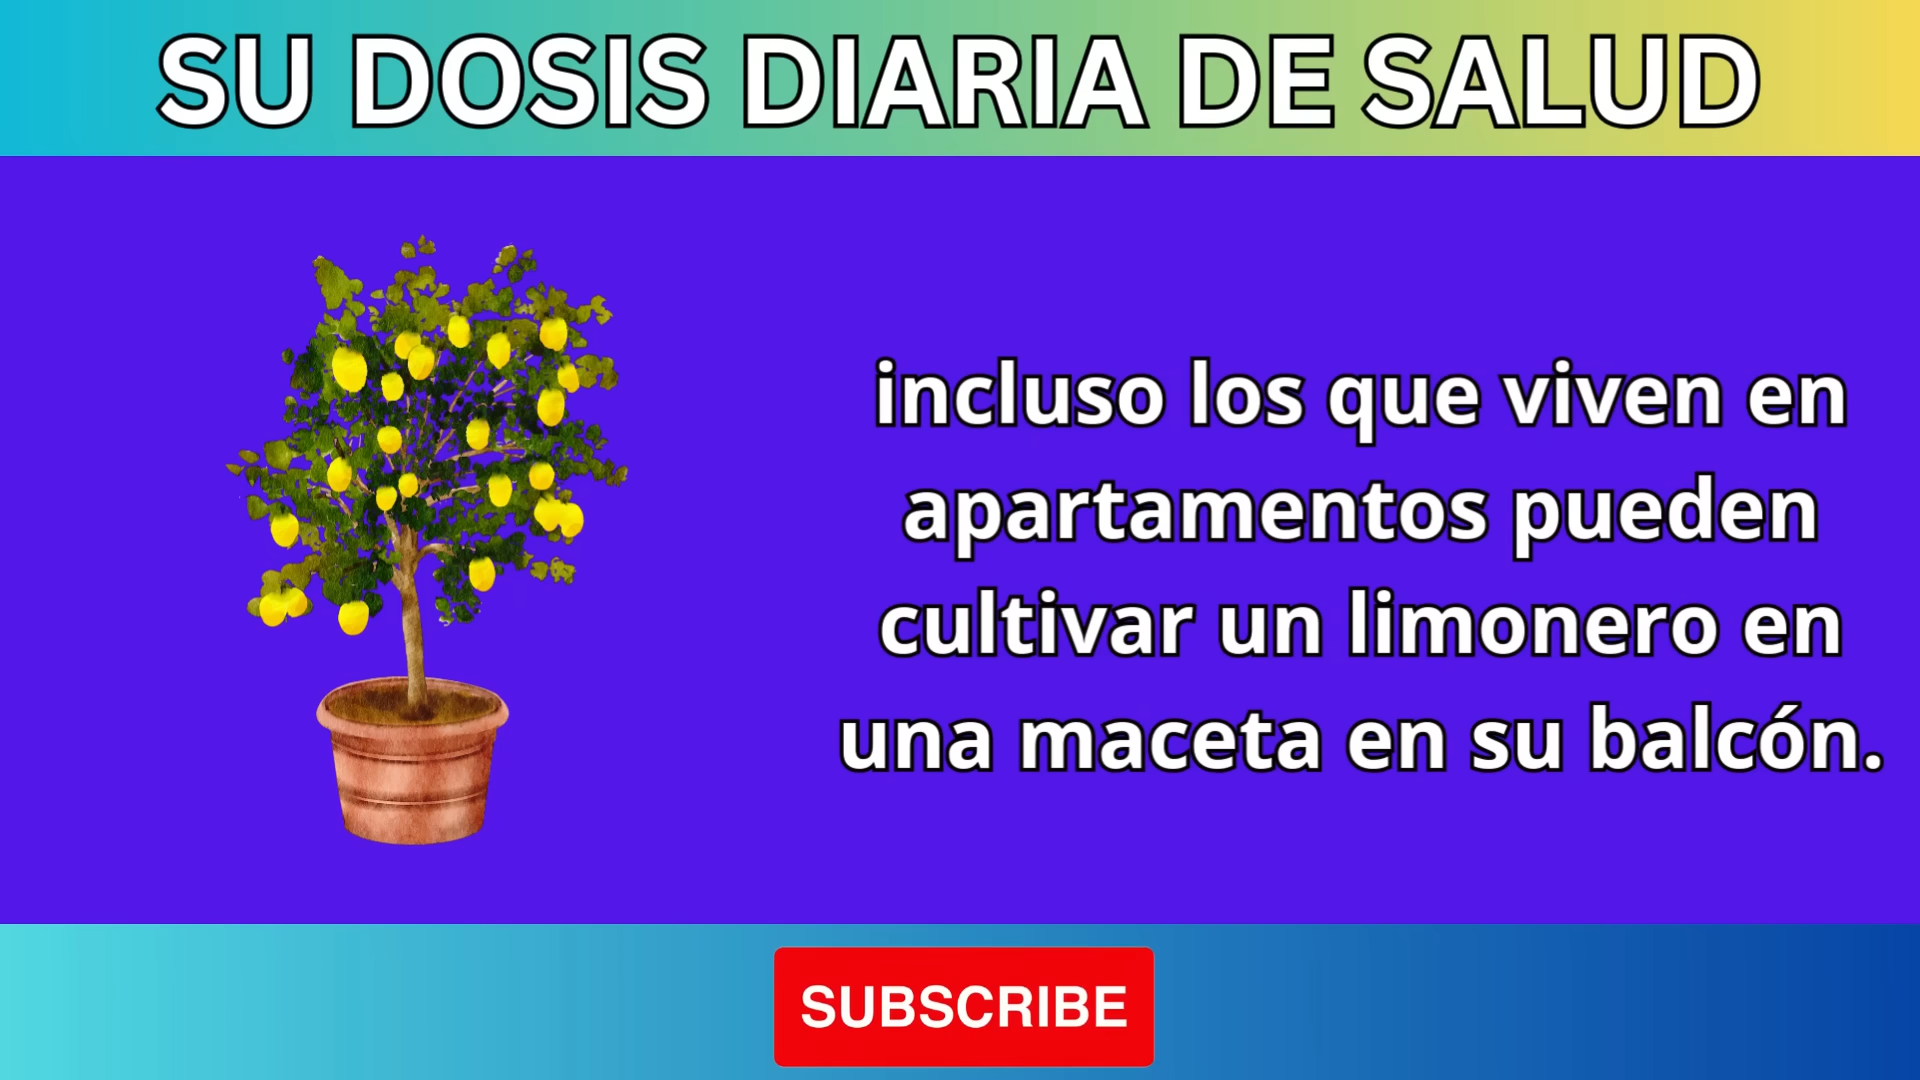 SU DOSIS DIARIA DE SALUD
incluso los que viven en
apartamentos pueden
cultivar un limonero en
una maceta en su balcón.
SUBSCRIBE